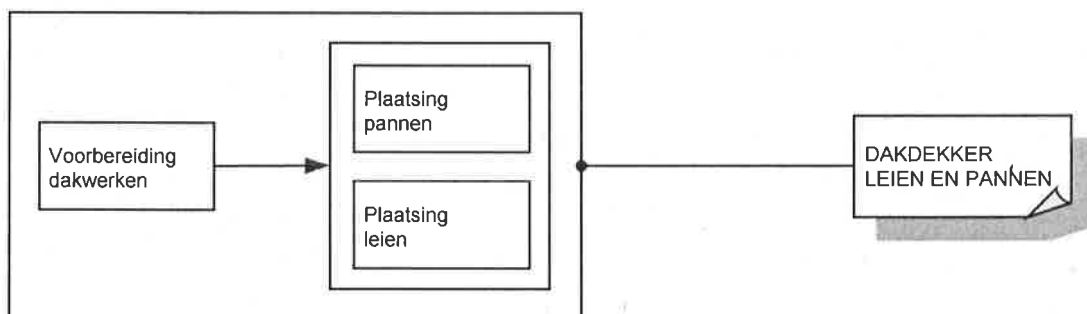 Voorbereiding
dakwerken
Plaatsing
pannen
Plaatsing
leien
DAKDEKKER
LEIEN EN PANNEN